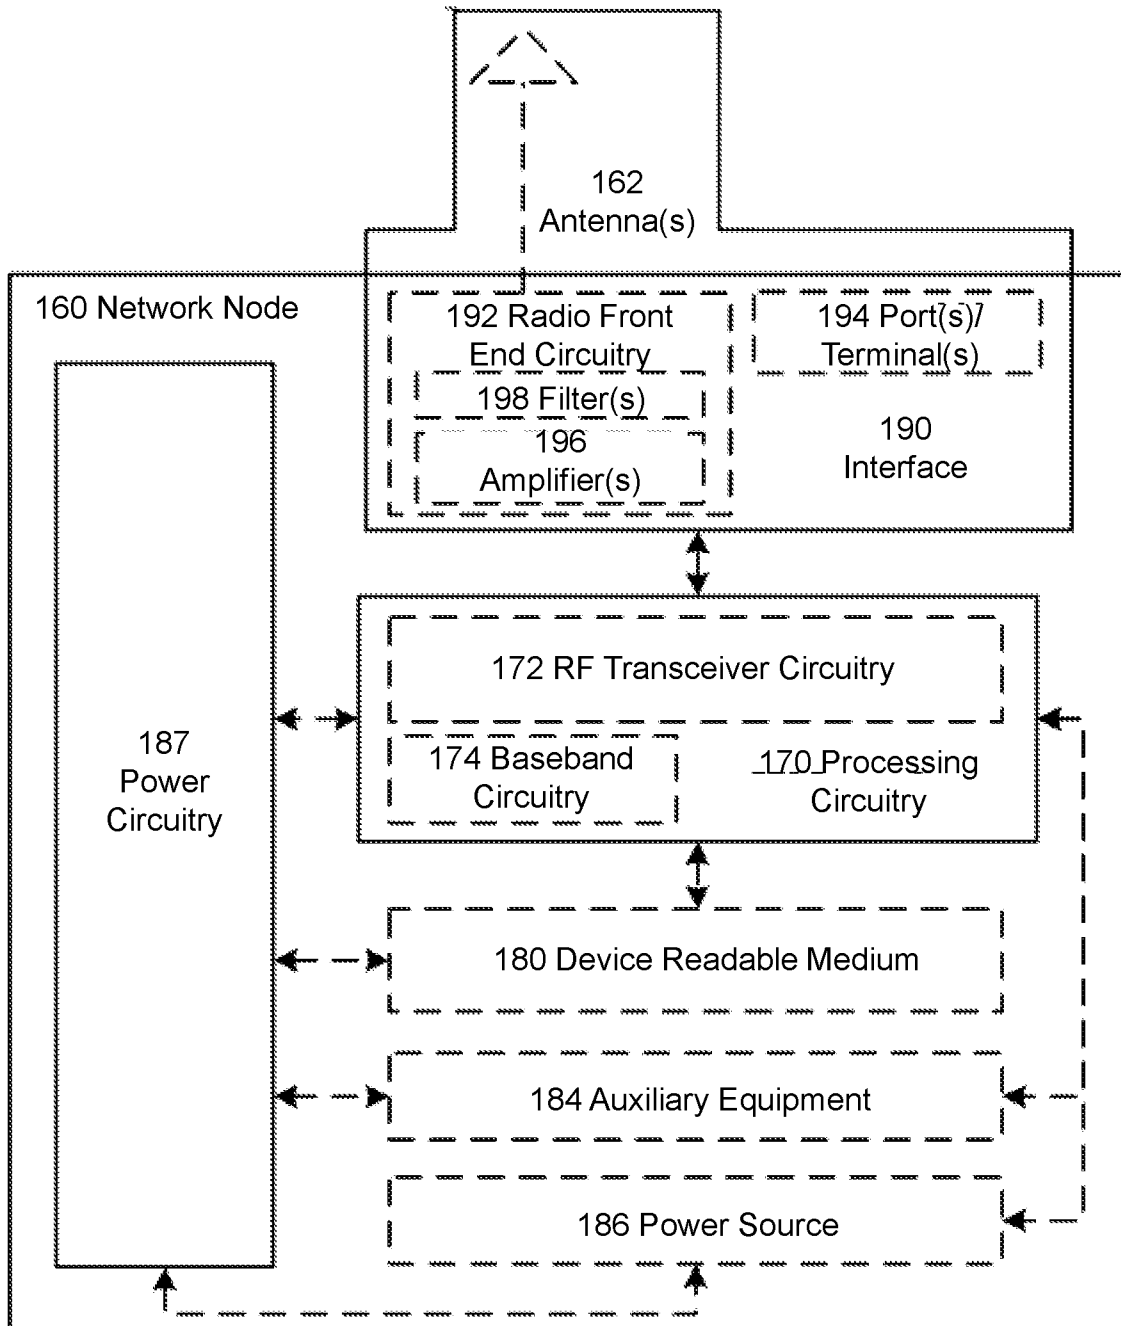 162
Antenna(s)
160 Network Node
192 Radio Front
End Circuitry
194 Port(s)/
Terminal(s)
198 Filter(s)
196
Amplifier(s)
190
Interface
172 RF Transceiver Circuitry
187
Power
Circuitry
174 Baseband
Circuitry
170 Processing
Circuitry
180 Device Readable Medium
184 Auxiliary Equipment
186 Power Source